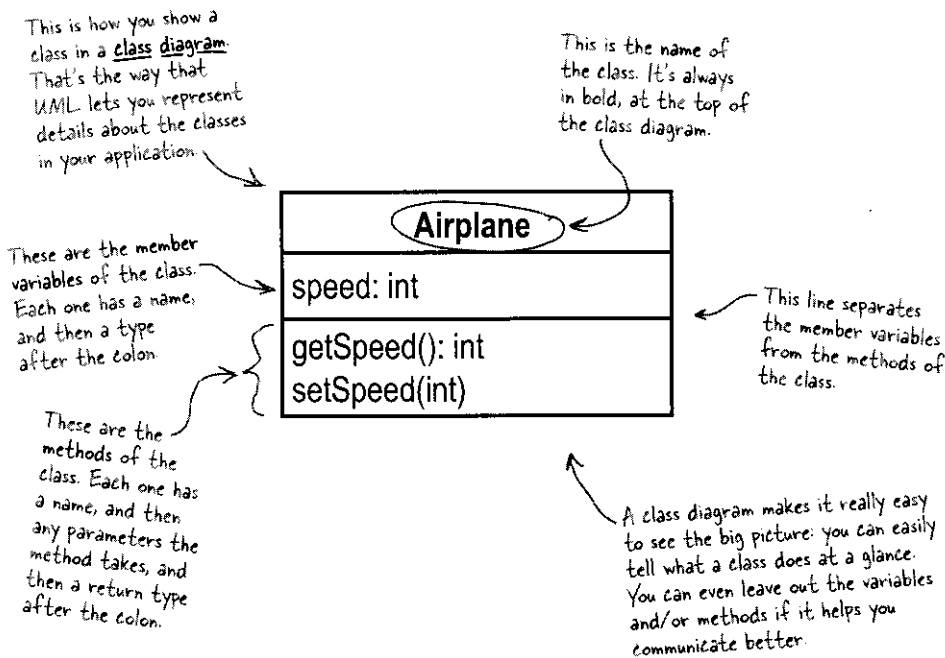 This is how you show a
class in a class diagram.
That's the way that
UML lets you represent
details about the classes
in your application.
This is the name of
the class. It's always
in bold, at the top of
the class diagram.
Airplane
These are the member
variables of the class.
Each one has a name,
and then a type
after the colon.
speed: int
This line separates
the member variables
from the methods of
the class.
getSpeed(): int
setSpeed(int)
These are the
methods of the
class. Each one has
a name, and then
any parameters the
method takes, and
then a return type
after the colon.
A class diagram makes it really easy
to see the big picture: you can easily
tell what a class does at a glance.
You can even leave out the variables
and/or methods if it helps you
communicate better.